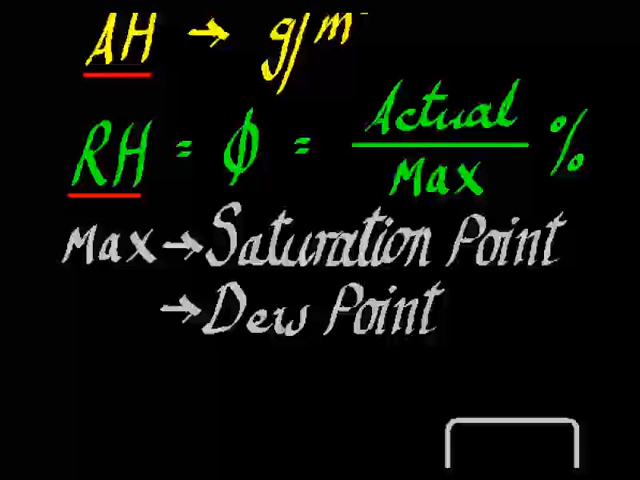 AH → g/m
RH = φ = Actual / Max %
Max → Saturation Point
→ Dew Point